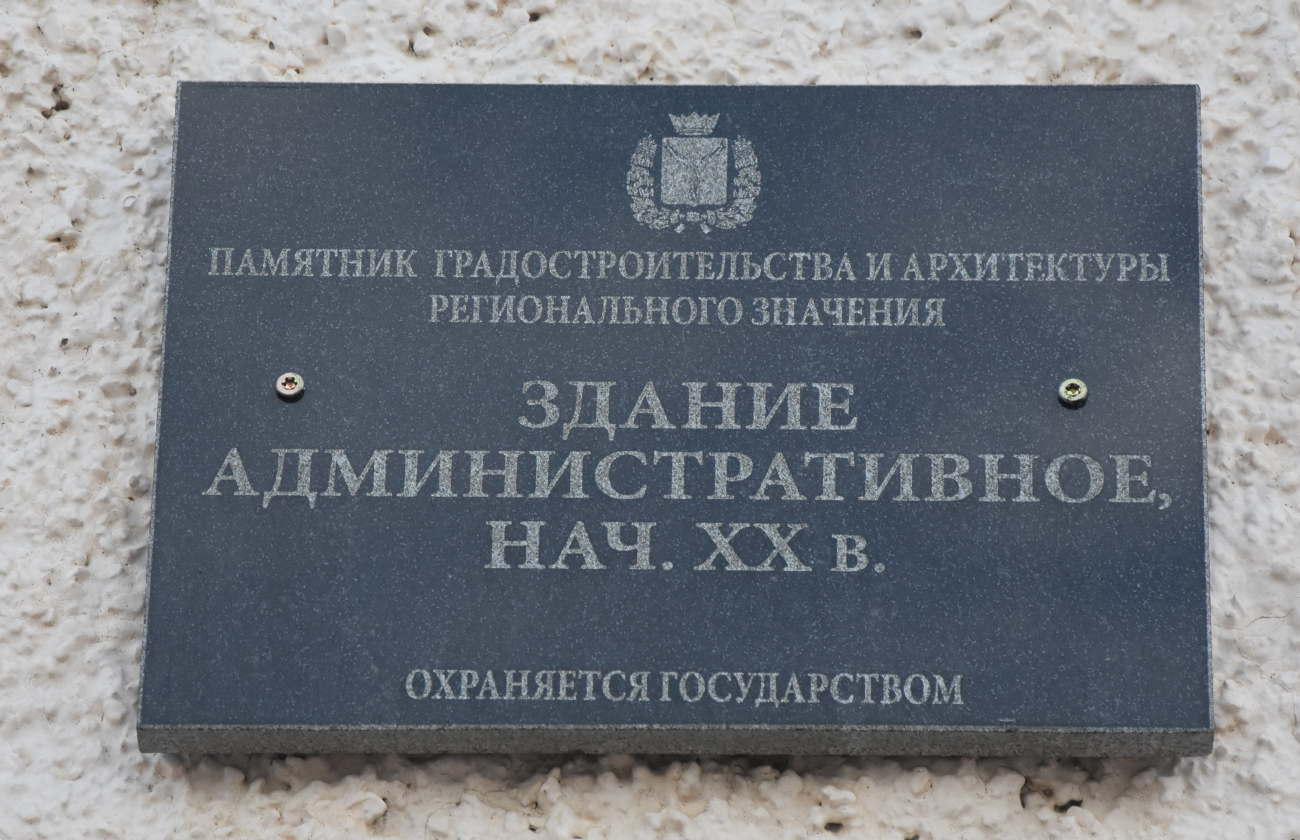 ПАМЯТНИК ГРАДОСТРОИТЕЛЬСТВА И АРХИТЕКТУРЫ
РЕГИОНАЛЬНОГО ЗНАЧЕНИЯ
ЗДАНИЕ
АДМИНИСТРАТИВНОЕ,
НАЧ. XX в.
ОХРАНЯЕТСЯ ГОСУДАРСТВОМ